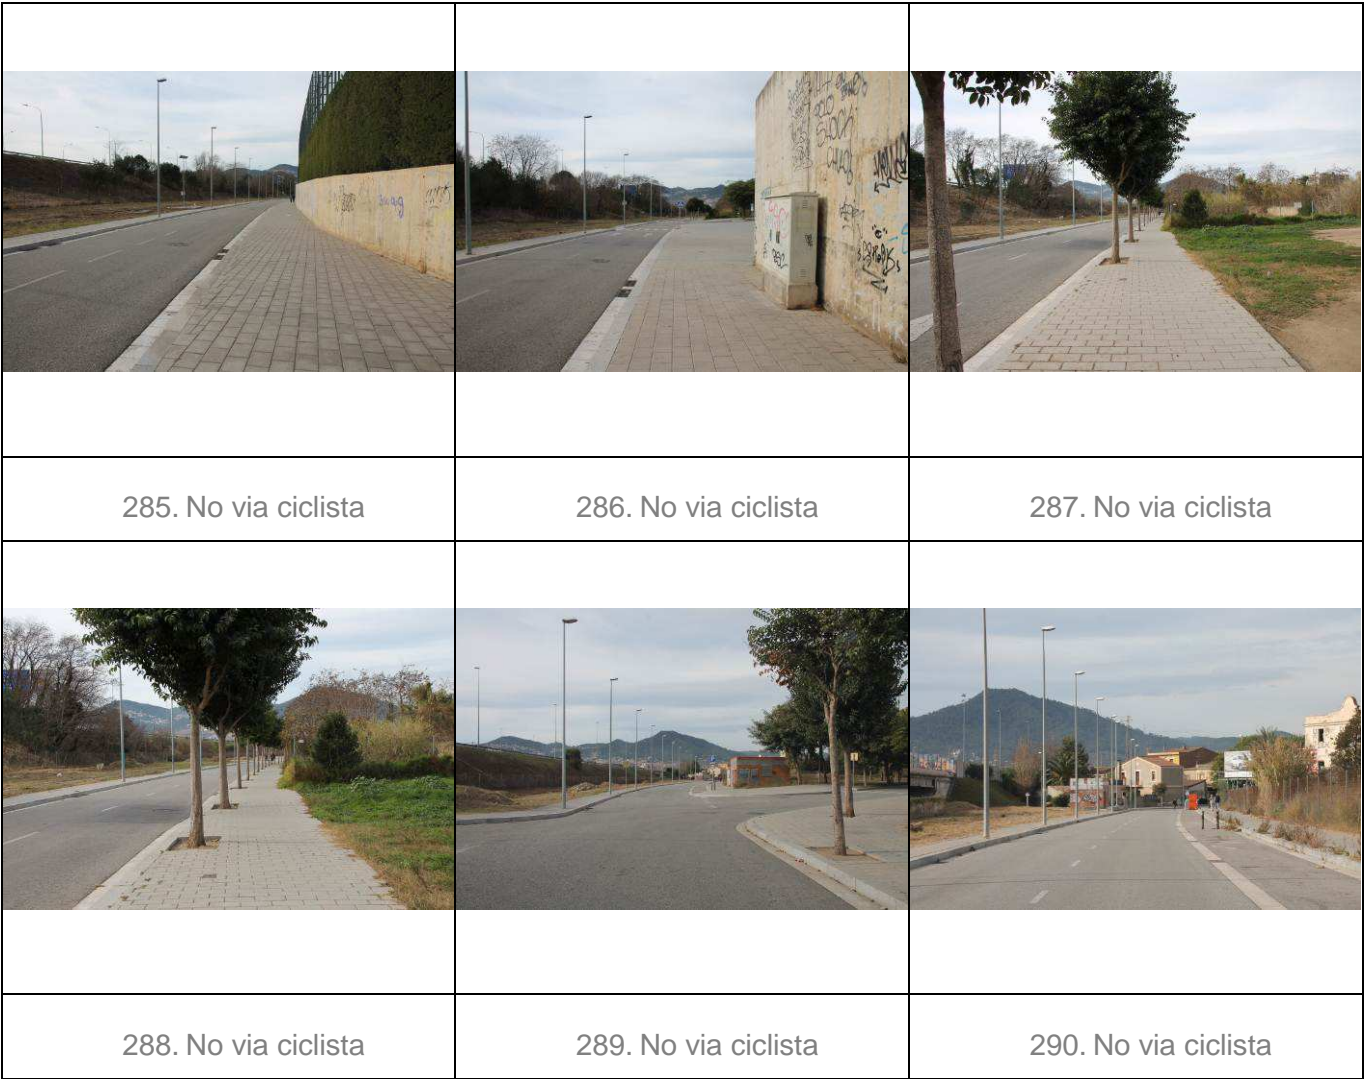 285. No via ciclista
286. No via ciclista
287. No via ciclista
288. No via ciclista
289. No via ciclista
290. No via ciclista